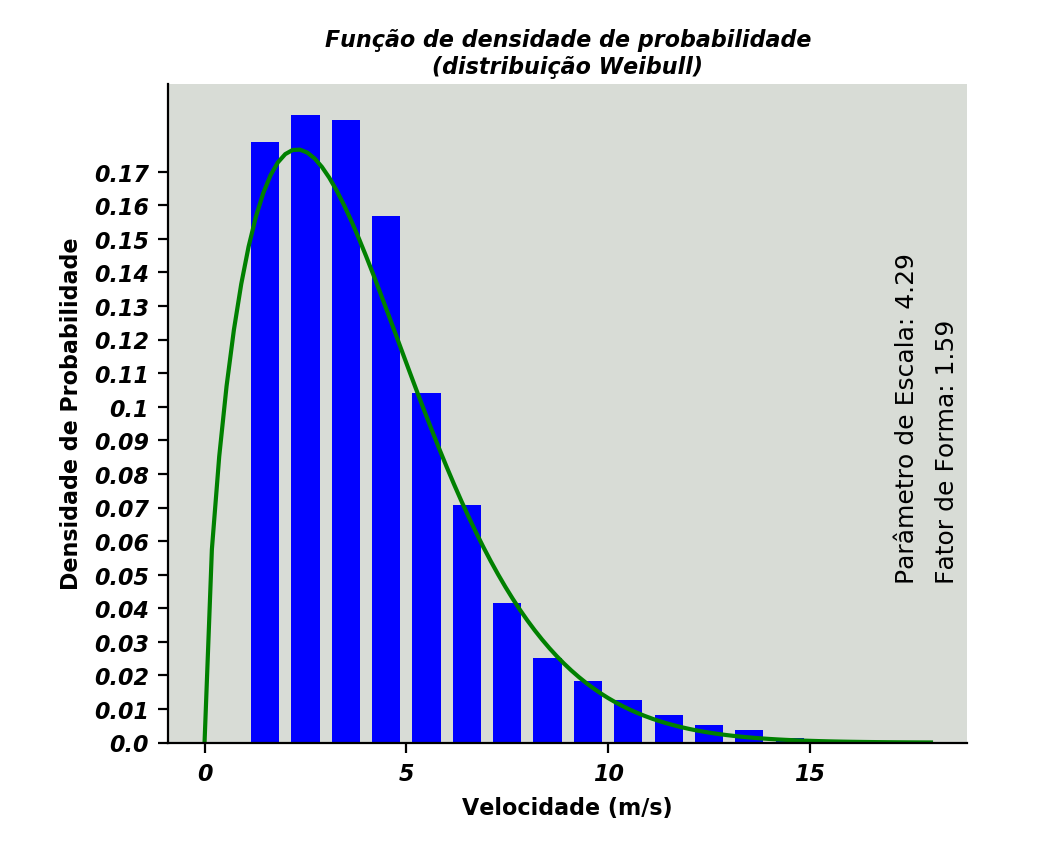 Função de densidade de probabilidade
(distribuição Weibull)
Densidade de Probabilidade
0.17
0.16
0.15
0.14
0.13
0.12
0.11
0.1
0.09
0.08
0.07
0.06
0.05
0.04
0.03
0.02
0.01
0.0
0 5 10 15
Velocidade (m/s)
Parâmetro de Escala: 4.29
Fator de Forma: 1.59